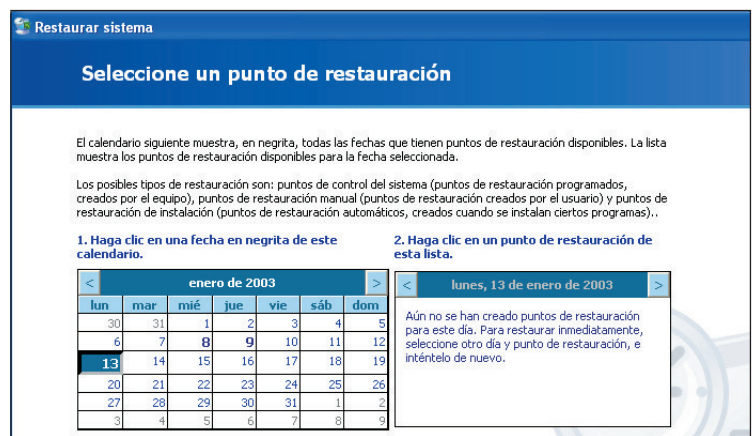 Restaurar sistema
Seleccione un punto de restauración
El calendario siguiente muestra, en negrita, todas las fechas que tienen puntos de restauración disponibles. La lista
muestra los puntos de restauración disponibles para la fecha seleccionada.
Los posibles tipos de restauración son: puntos de control del sistema (puntos de restauración programados,
creados por el equipo), puntos de restauración manual (puntos de restauración creados por el usuario) y puntos de
restauración de instalación (puntos de restauración automáticos, creados cuando se instalan ciertos programas)..
1. Haga clic en una fecha en negrita de este
calendario.
< enero de 2003 >
lun mar mié jue vie sáb dom
30 31 1 2 3 4 5
6 7 8 9 10 11 12
13 14 15 16 17 18 19
20 21 22 23 24 25 26
27 28 29 30 31 1 2
3 4 5 6 7 8 9
2. Haga clic en un punto de restauración de
esta lista.
< lunes, 13 de enero de 2003 >
Aún no se han creado puntos de restauración
para este día. Para restaurar inmediatamente,
seleccione otro día y punto de restauración, e
inténtelo de nuevo.